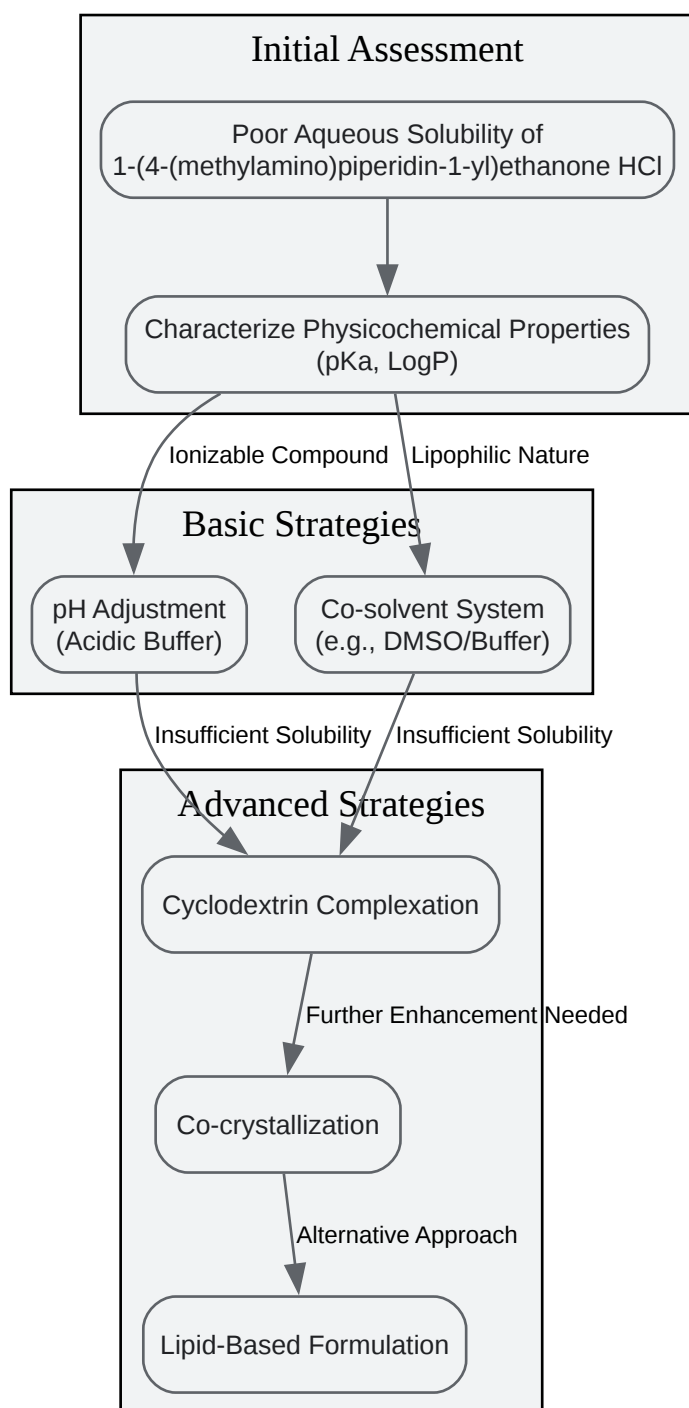 Initial Assessment
Poor Aqueous Solubility of
1-(4-(methylamino)piperidin-1-yl)ethanone HCl
Characterize Physicochemical Properties
(pKa, LogP)
Ionizable Compound
Lipophilic Nature
Basic Strategies
pH Adjustment
(Acidic Buffer)
Co-solvent System
(e.g., DMSO/Buffer)
Insufficient Solubility
Insufficient Solubility
Advanced Strategies
Cyclodextrin Complexation
Further Enhancement Needed
Co-crystallization
Alternative Approach
Lipid-Based Formulation